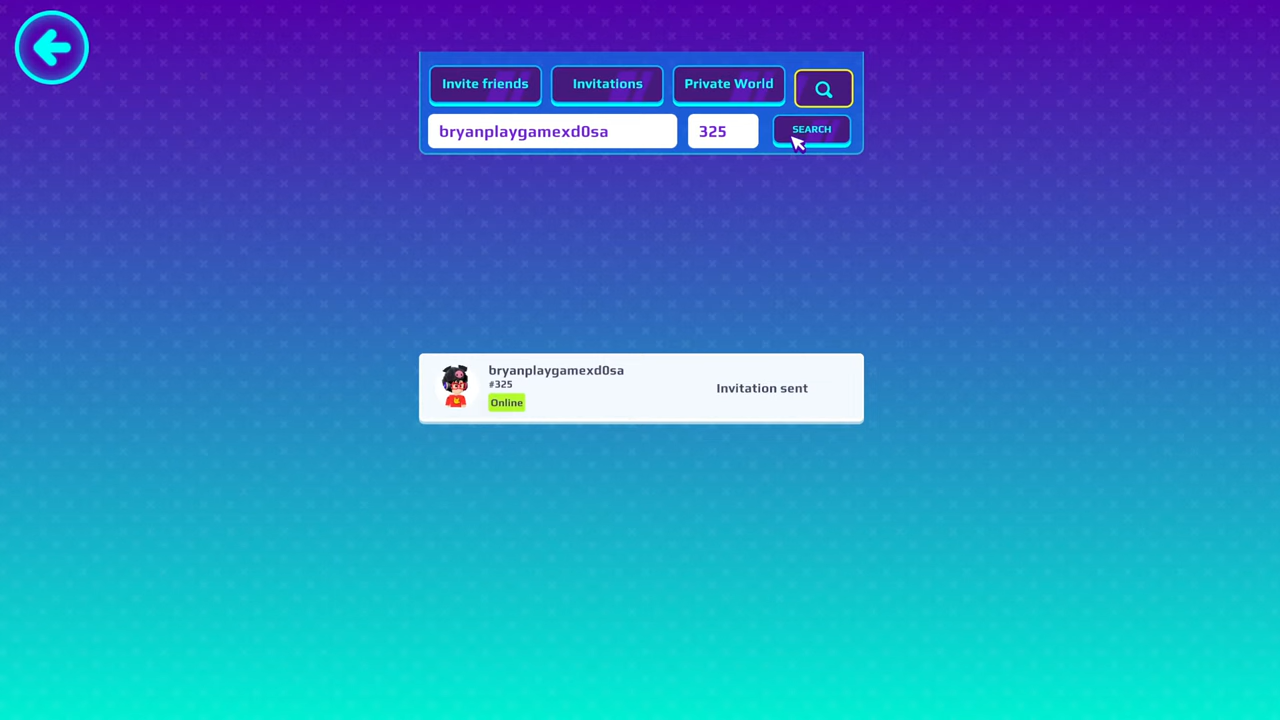 Invite friends
Invitations
Private World
bryanplaygamexd0sa
325
SEARCH
bryanplaygamexd0sa
#325
Online
Invitation sent